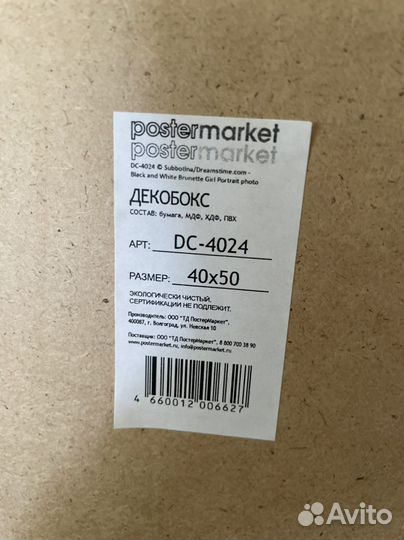 postermarket
postermarket
DC-4024 © Subbotina/Dreamstime.com -
Black and White Brunette Girl Portrait photo
ДЕКОБОКС
СОСТАВ: бумага, МДФ, ХДФ, ПВХ
АРТ: DC-4024
РАЗМЕР: 40x50
ЭКОЛОГИЧЕСКИ ЧИСТЫЙ.
СЕРТИФИКАЦИИ НЕ ПОДЛЕЖИТ.
Производитель: ООО "ТД ПостерМаркет",
400087, г. Волгоград, ул. Невская 10
Поставщик: ООО "ТД ПостерМаркет", 8 800 700 38 90
www.postermarket.ru, info@postermarket.ru
4 660012 006627
Avito